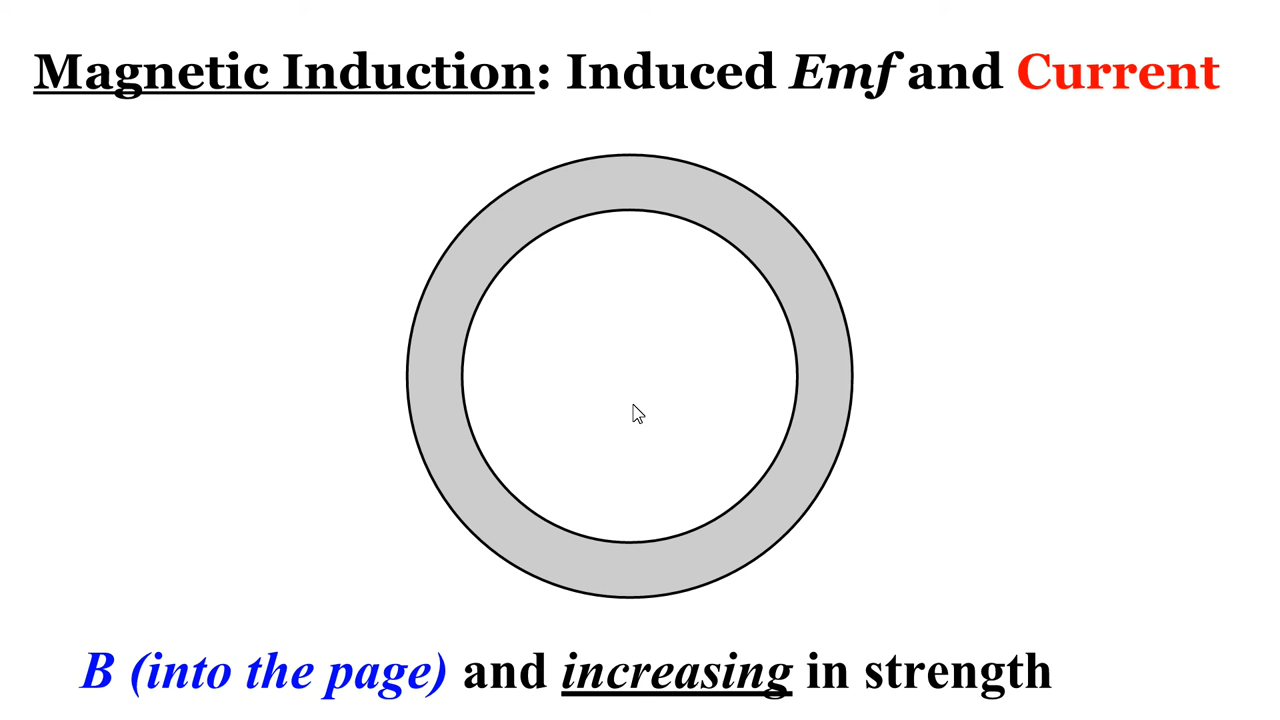 Magnetic Induction: Induced Emf and Current
B (into the page) and increasing in strength